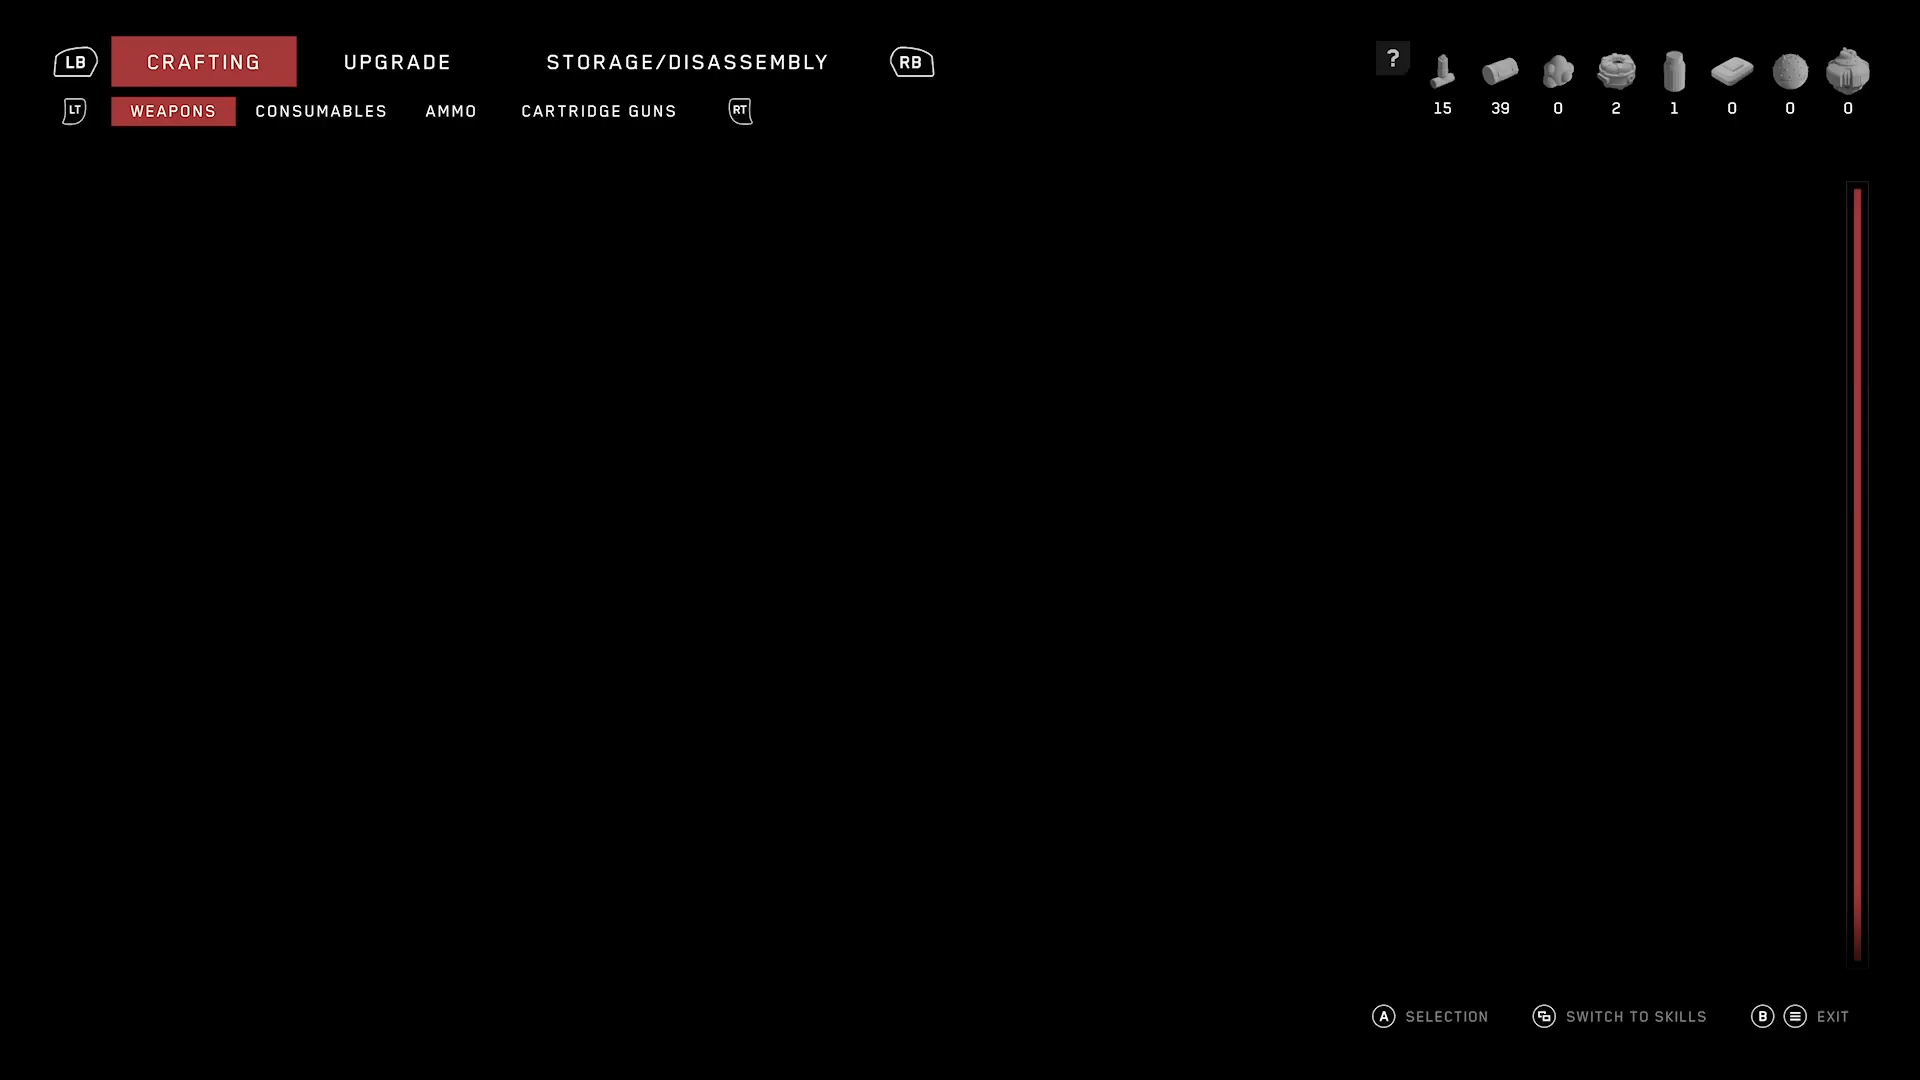 LB CRAFTING UPGRADE STORAGE/DISASSEMBLY RB ?
LT WEAPONS CONSUMABLES AMMO CARTRIDGE GUNS RT
15 39 0 2 1 0 0 0
A SELECTION SWITCH TO SKILLS B EXIT